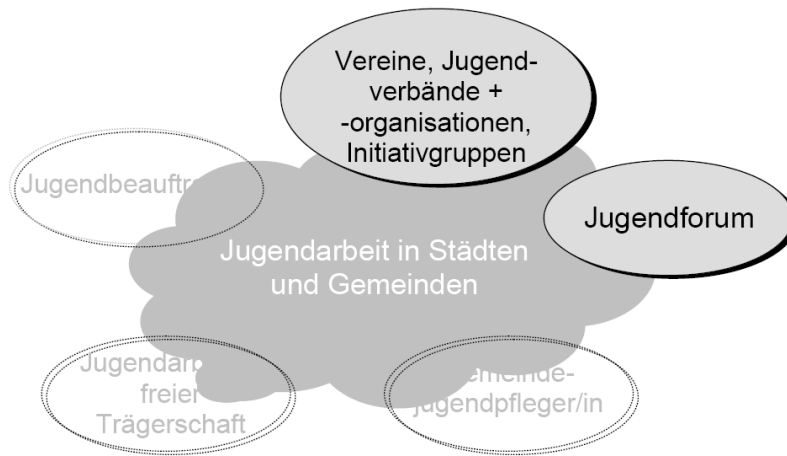 Vereine, Jugend-
verbände +
-organisationen,
Initiativgruppen
Jugendforum
Jugendarbeit in Städten
und Gemeinden
freier
Trägerschaft
jugendpfleger/in